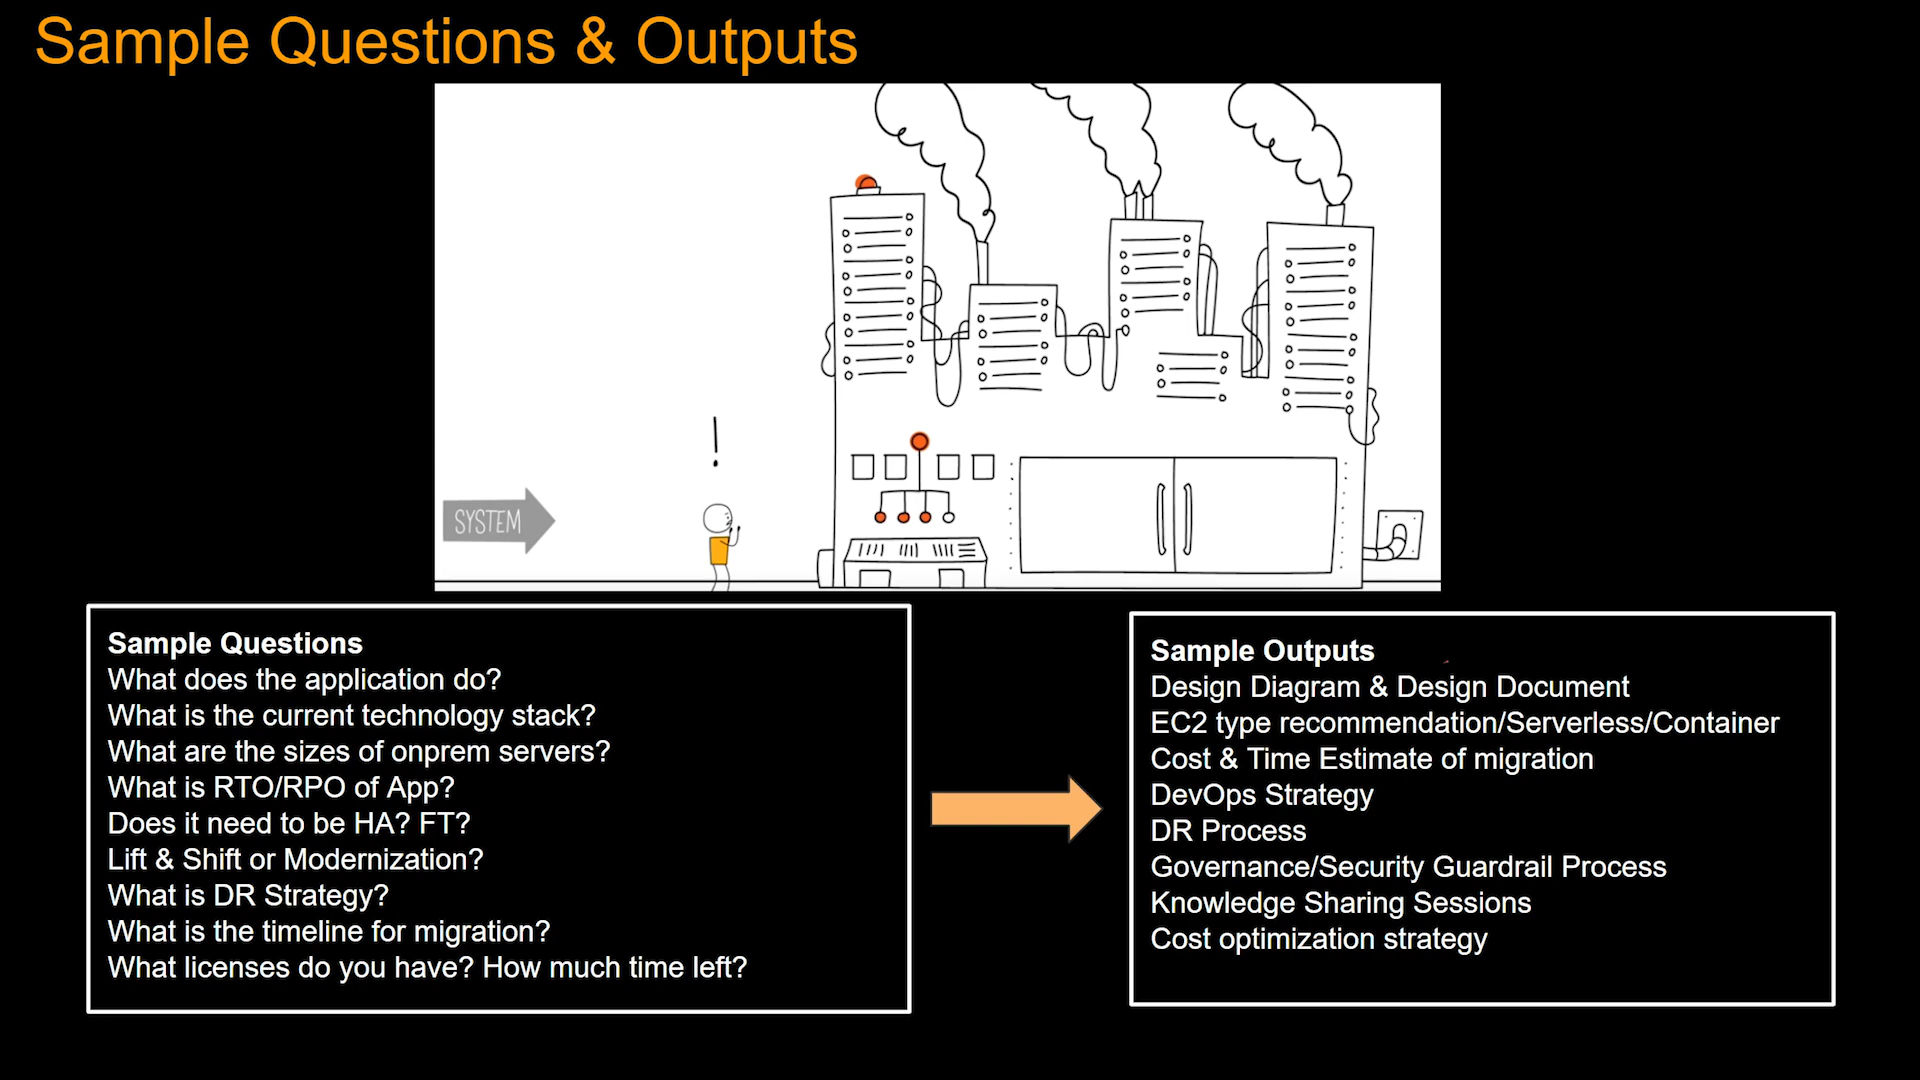 Sample Questions & Outputs
SYSTEM
Sample Questions
What does the application do?
What is the current technology stack?
What are the sizes of onprem servers?
What is RTO/RPO of App?
Does it need to be HA? FT?
Lift & Shift or Modernization?
What is DR Strategy?
What is the timeline for migration?
What licenses do you have? How much time left?
Sample Outputs
Design Diagram & Design Document
EC2 type recommendation/Serverless/Container
Cost & Time Estimate of migration
DevOps Strategy
DR Process
Governance/Security Guardrail Process
Knowledge Sharing Sessions
Cost optimization strategy